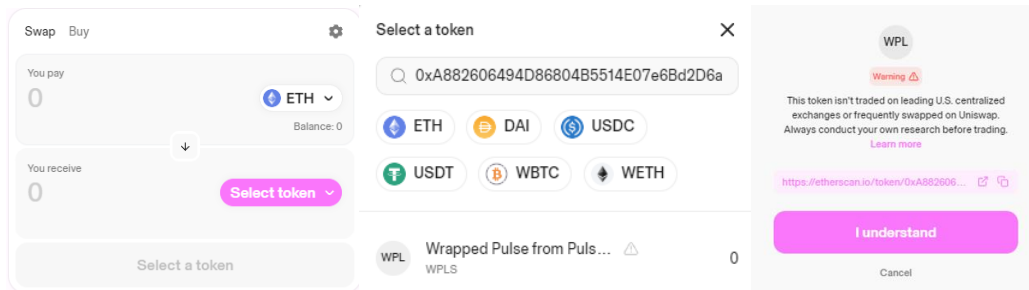 Swap Buy
You pay
0
ETH
Balance: 0
You receive
0
Select token
Select a token
Select a token
0xA882606494D86804B5514E07e6Bd2D6a
ETH
DAI
USDC
USDT
WBTC
WETH
WPL
Wrapped Pulse from Puls...
WPLS
0
WPL
Warning
This token isn't traded on leading U.S. centralized
exchanges or frequently swapped on Uniswap.
Always conduct your own research before trading.
Learn more
https://etherscan.io/token/0xA882606...
I understand
Cancel